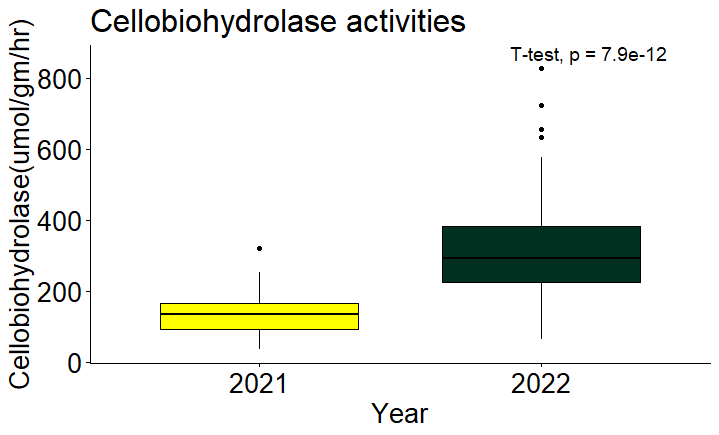 Cellobiohydrolase activities
T-test, p = 7.9e-12
Cellobiohydrolase(umol/gm/hr)
800
600
400
200
0
2021
2022
Year